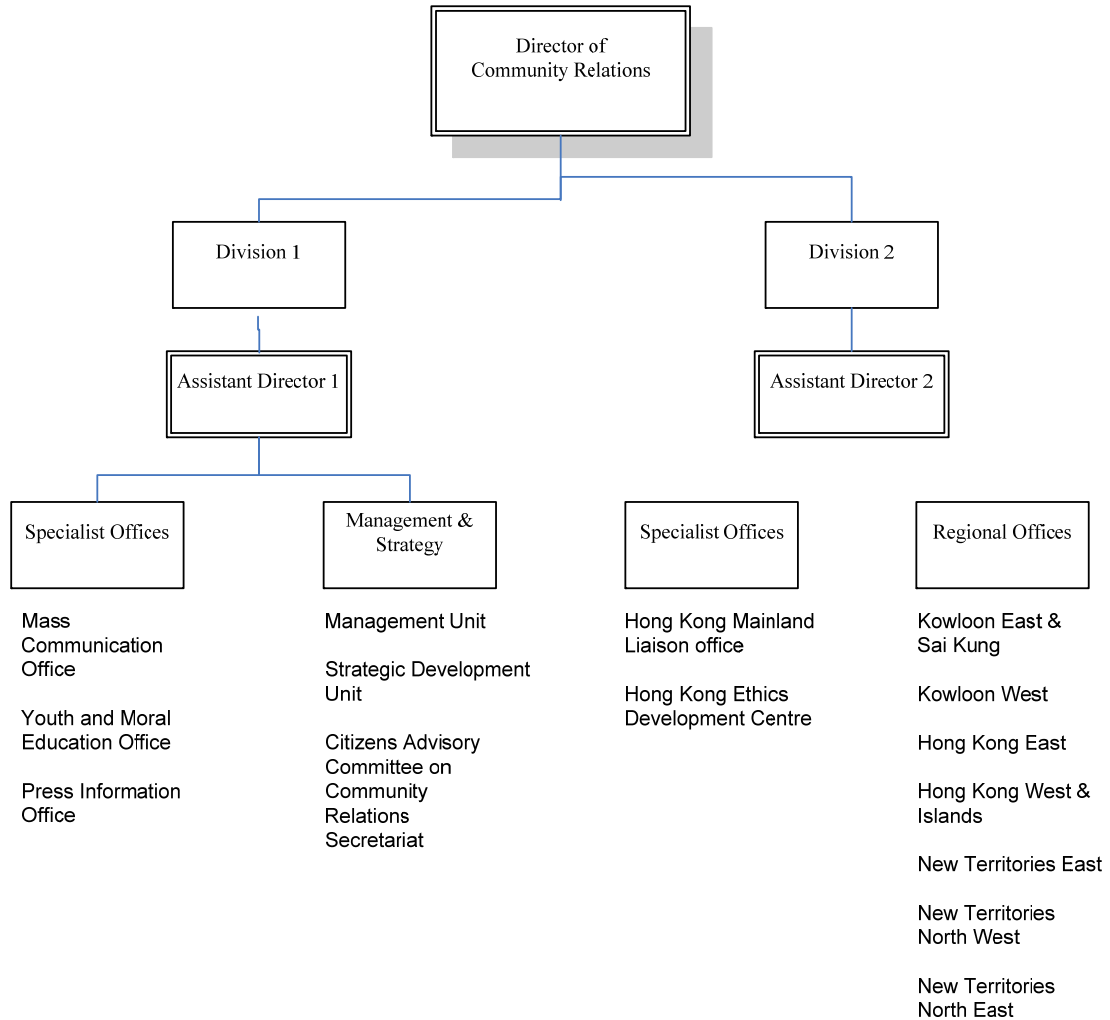 Director of
Community Relations
Division 1
Division 2
Assistant Director 1
Assistant Director 2
Specialist Offices
Management &
Strategy
Specialist Offices
Regional Offices
Mass
Communication
Office
Youth and Moral
Education Office
Press Information
Office
Management Unit
Strategic Development
Unit
Citizens Advisory
Committee on
Community
Relations
Secretariat
Hong Kong Mainland
Liaison office
Hong Kong Ethics
Development Centre
Kowloon East &
Sai Kung
Kowloon West
Hong Kong East
Hong Kong West &
Islands
New Territories East
New Territories
North West
New Territories
North East